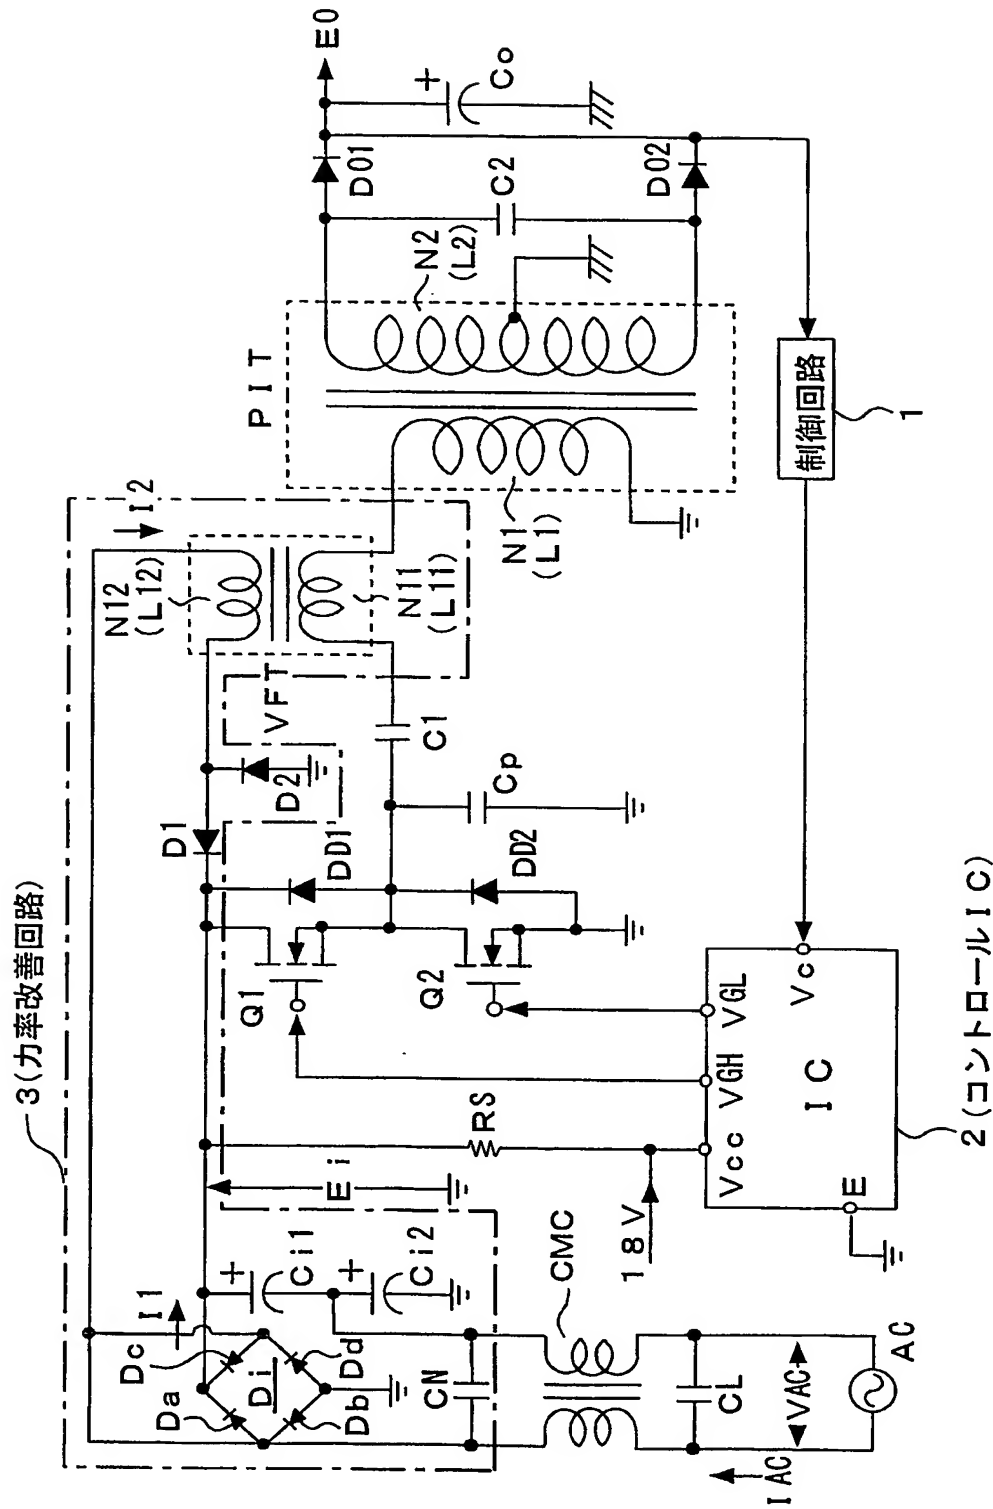 3(力率改善回路)
I1
Dc
Da
Di
Db
Dd
Ci1
+
Ci2
+
CN
CMC
CL
VAC
IAC
AC
Ei
RS
18V
Vcc
VGH
VGL
Vc
IC
E
2(コントロールIC)
Q1
Q2
DD1
DD2
D1
D2
VFT
Cp
C1
N12
(L12)
I2
N11
(L11)
PIT
N1
(L1)
N2
(L2)
C2
DO1
DO2
Co
+
E0
制御回路
1